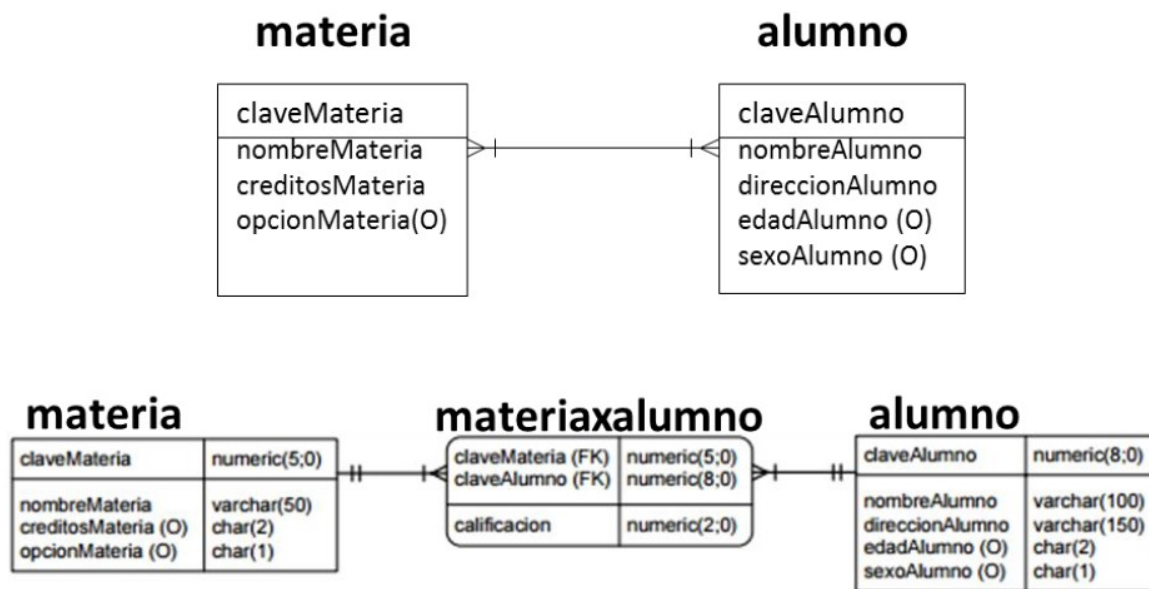 materia
claveMateria
nombreMateria
creditosMateria
opcionMateria(O)
alumno
claveAlumno
nombreAlumno
direccionAlumno
edadAlumno (O)
sexoAlumno (O)
materia
claveMateria numeric(5;0)
nombreMateria varchar(50)
creditosMateria (O) char(2)
opcionMateria (O) char(1)
materiaxalumno
claveMateria (FK) numeric(5;0)
claveAlumno (FK) numeric(8;0)
calificacion numeric(2;0)
alumno
claveAlumno numeric(8;0)
nombreAlumno varchar(100)
direccionAlumno varchar(150)
edadAlumno (O) char(2)
sexoAlumno (O) char(1)